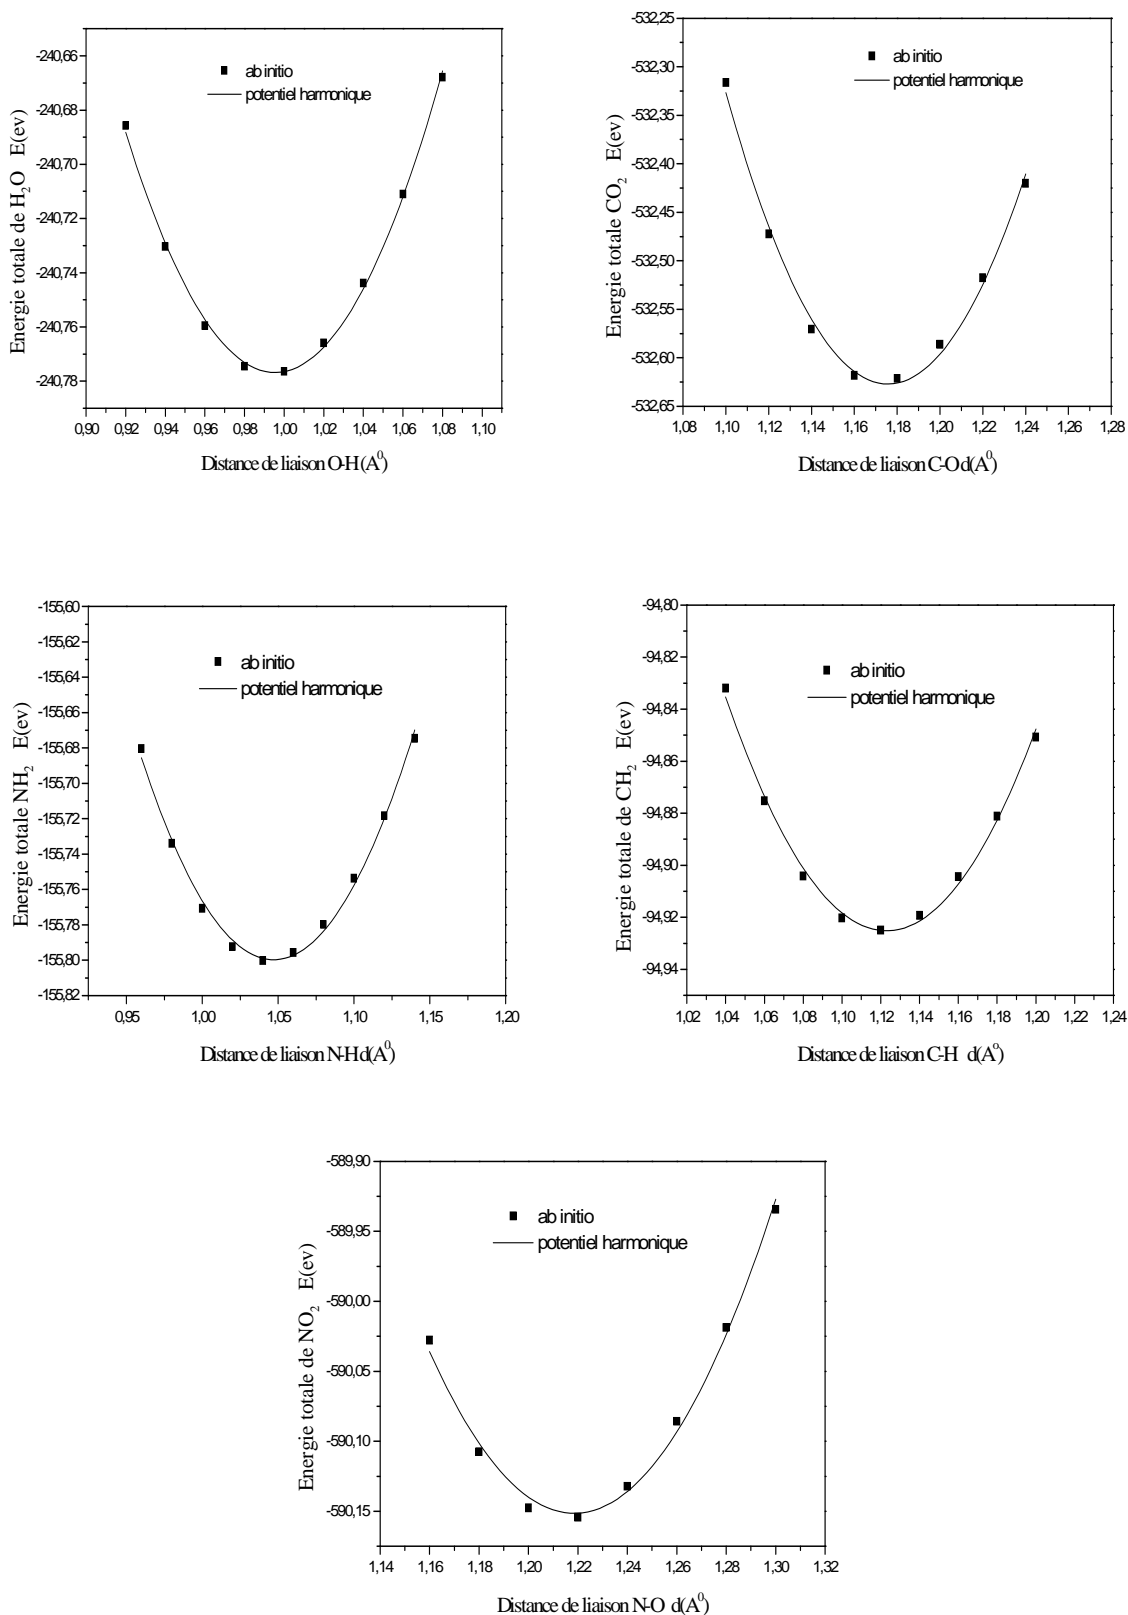 -240,66
-240,68
-240,70
-240,72
-240,74
-240,76
-240,78
0,90 0,92 0,94 0,96 0,98 1,00 1,02 1,04 1,06 1,08 1,10
Energie totale de H₂O E(ev)
ab initio
potentiel harmonique
Distance de liaison O-H(A⁰)
-532,25
-532,30
-532,35
-532,40
-532,45
-532,50
-532,55
-532,60
-532,65
1,08 1,10 1,12 1,14 1,16 1,18 1,20 1,22 1,24 1,26 1,28
Energie totale CO₂ E(ev)
ab initio
potentiel harmonique
Distance de liaison C-O d(A⁰)
-155,60
-155,62
-155,64
-155,66
-155,68
-155,70
-155,72
-155,74
-155,76
-155,78
-155,80
-155,82
0,95 1,00 1,05 1,10 1,15 1,20
Energie totale NH₂ E(ev)
ab initio
potentiel harmonique
Distance de liaison N-H d(A⁰)
-94,80
-94,82
-94,84
-94,86
-94,88
-94,90
-94,92
-94,94
1,02 1,04 1,06 1,08 1,10 1,12 1,14 1,16 1,18 1,20 1,22 1,24
Energie totale de CH₂ E(ev)
ab initio
potentiel harmonique
Distance de liaison C-H d(A°)
-589,90
-589,95
-590,00
-590,05
-590,10
-590,15
1,14 1,16 1,18 1,20 1,22 1,24 1,26 1,28 1,30 1,32
Energie totale de NO₂ E(ev)
ab initio
potentiel harmonique
Distance de liaison N-O d(A⁰)